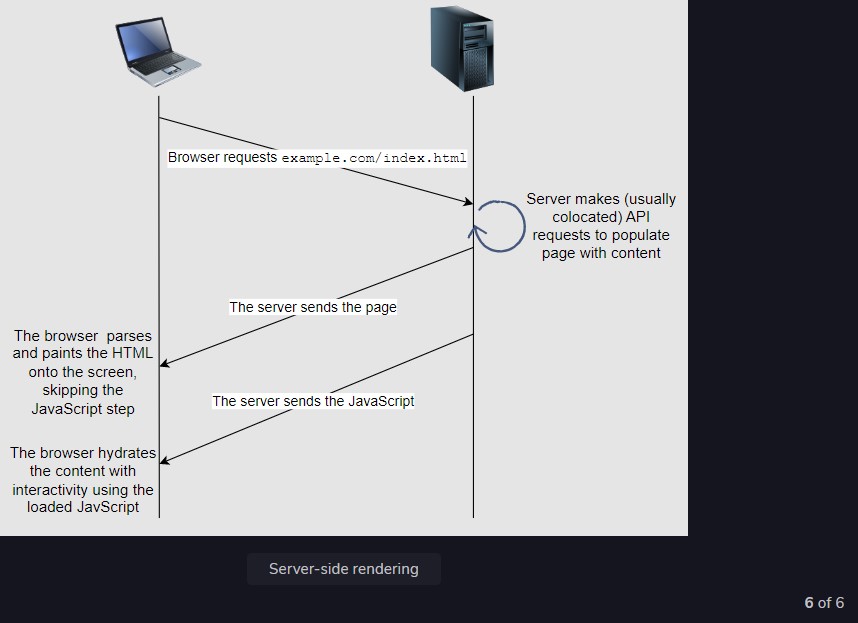 Browser requests example.com/index.html
Server makes (usually
colocated) API
requests to populate
page with content
The server sends the page
The browser parses
and paints the HTML
onto the screen,
skipping the
JavaScript step
The server sends the JavaScript
The browser hydrates
the content with
interactivity using the
loaded JavScript
Server-side rendering
6 of 6